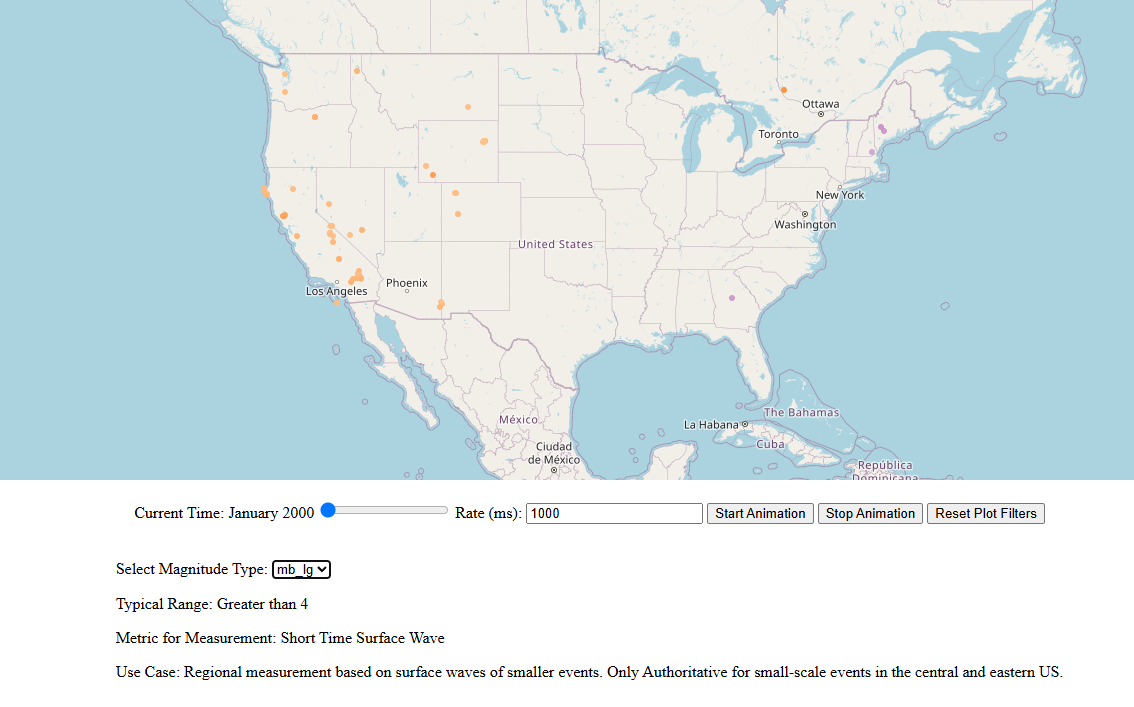 Ottawa
Toronto
New York
Washington
United States
Phoenix
Los Angeles
México
Ciudad
de México
La Habana
The Bahamas
Cuba
República
Dominicana
Current Time: January 2000 Rate (ms): 1000 Start Animation Stop Animation Reset Plot Filters
Select Magnitude Type: mb_lg
Typical Range: Greater than 4
Metric for Measurement: Short Time Surface Wave
Use Case: Regional measurement based on surface waves of smaller events. Only Authoritative for small-scale events in the central and eastern US.